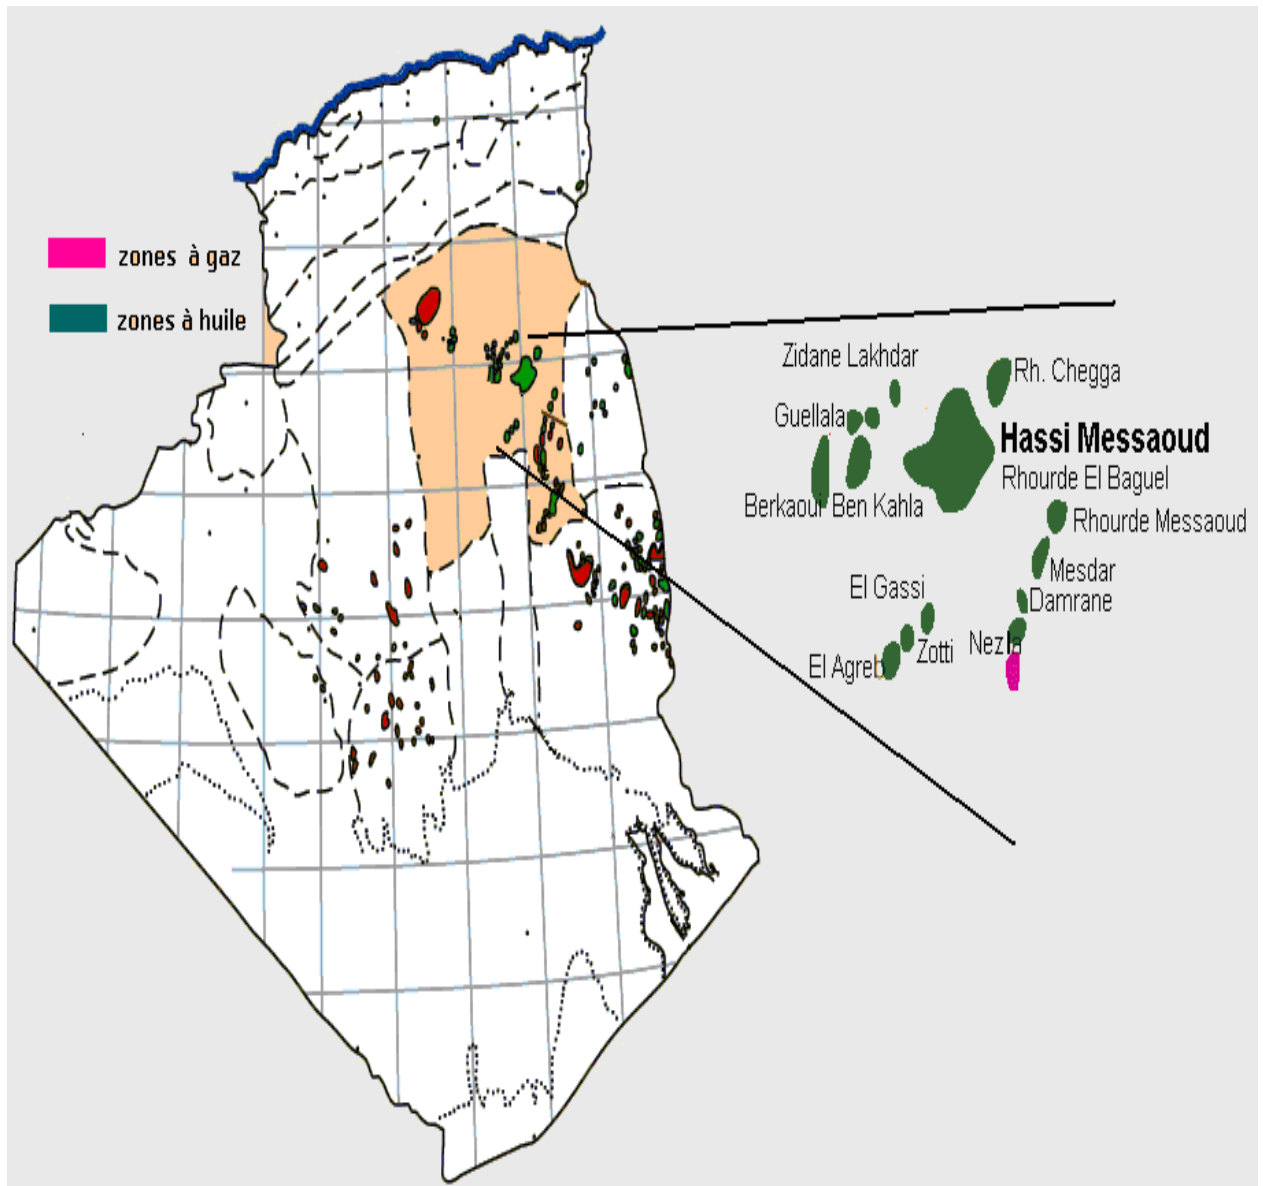 zones à gaz
zones à huile
Zidane Lakhdar
Rh. Chegga
Guellala
Hassi Messaoud
Rhourde El Baguel
Berkaoui Ben Kahla
Rhourde Messaoud
Mesdar
El Gassi
Damrane
Zotti
Nezla
El Agreb